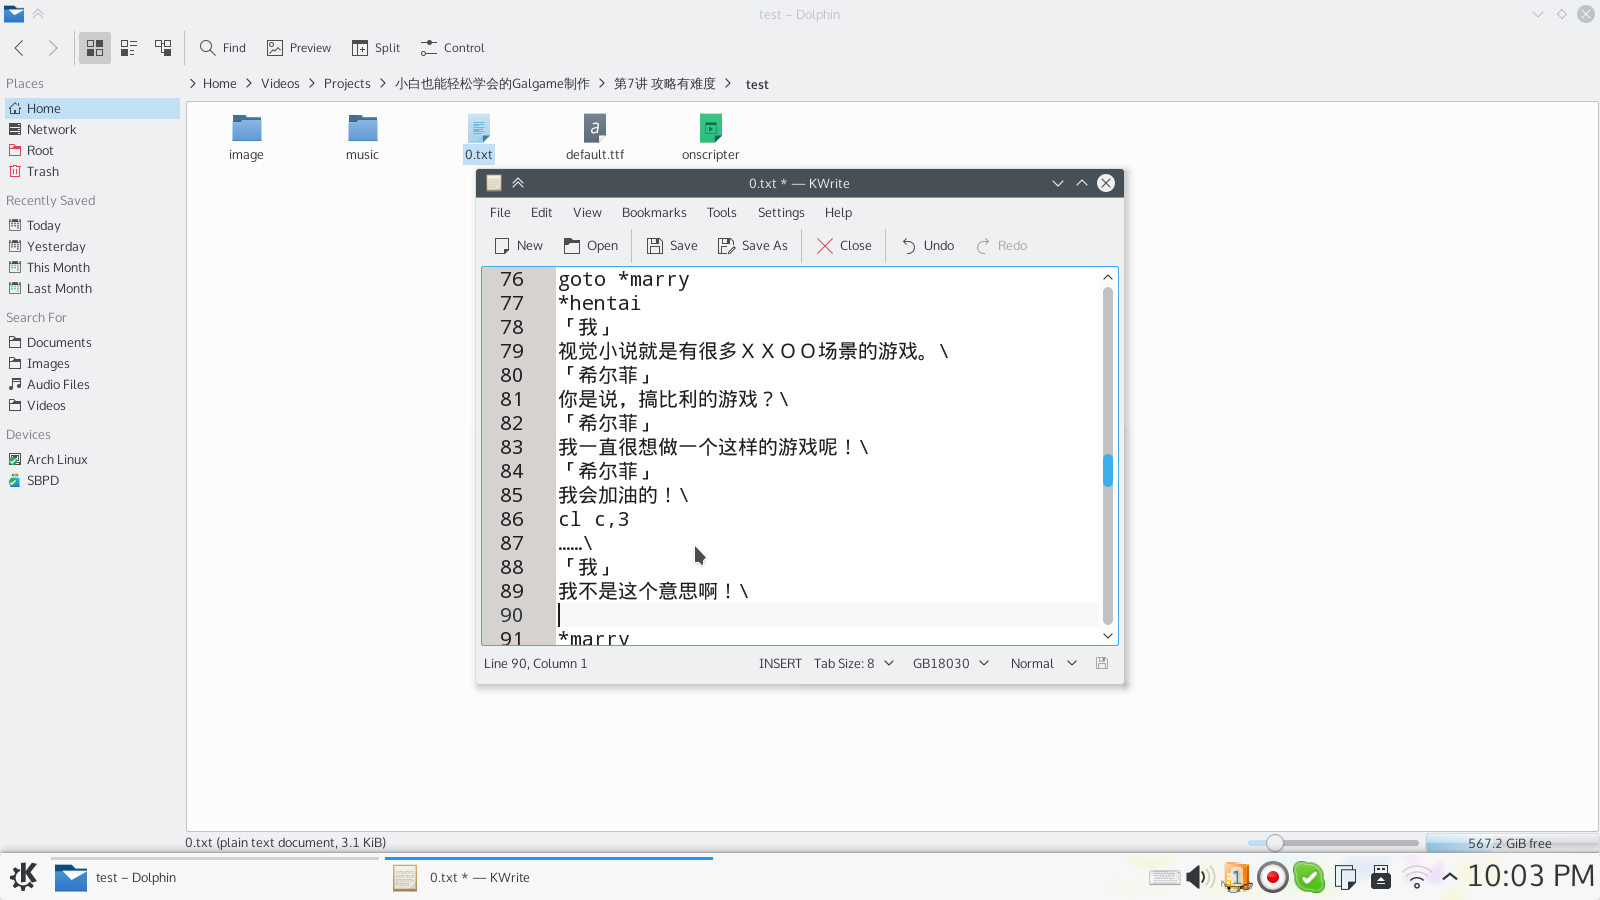 test – Dolphin
Find Preview Split Control
Places
Home
Network
Root
Trash
Recently Saved
Today
Yesterday
This Month
Last Month
Search For
Documents
Images
Audio Files
Videos
Devices
Arch Linux
SBPD
Home Videos Projects 小白也能轻松学会的Galgame制作 第7讲 攻略有难度 test
image music 0.txt default.ttf onscripter
0.txt * — KWrite
File Edit View Bookmarks Tools Settings Help
New Open Save Save As Close Undo Redo
76 goto *marry
77 *hentai
78 「我」
79 视觉小说就是有很多ＸＸＯＯ场景的游戏。\
80 「希尔菲」
81 你是说，搞比利的游戏？\
82 「希尔菲」
83 我一直很想做一个这样的游戏呢！\
84 「希尔菲」
85 我会加油的！\
86 cl c,3
87 ……\
88 「我」
89 我不是这个意思啊！\
90
91 *marry
Line 90, Column 1 INSERT Tab Size: 8 GB18030 Normal
0.txt (plain text document, 3.1 KiB) 567.2 GiB free
test – Dolphin 0.txt * — KWrite 1 10:03 PM